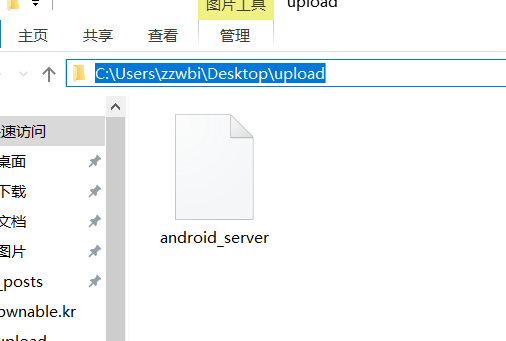 图片工具
upload
主页
共享
查看
管理
C:\Users\zzwbi\Desktop\upload
速访问
桌面
下载
文档
图片
_posts
pwnable.kr
upload
android_server